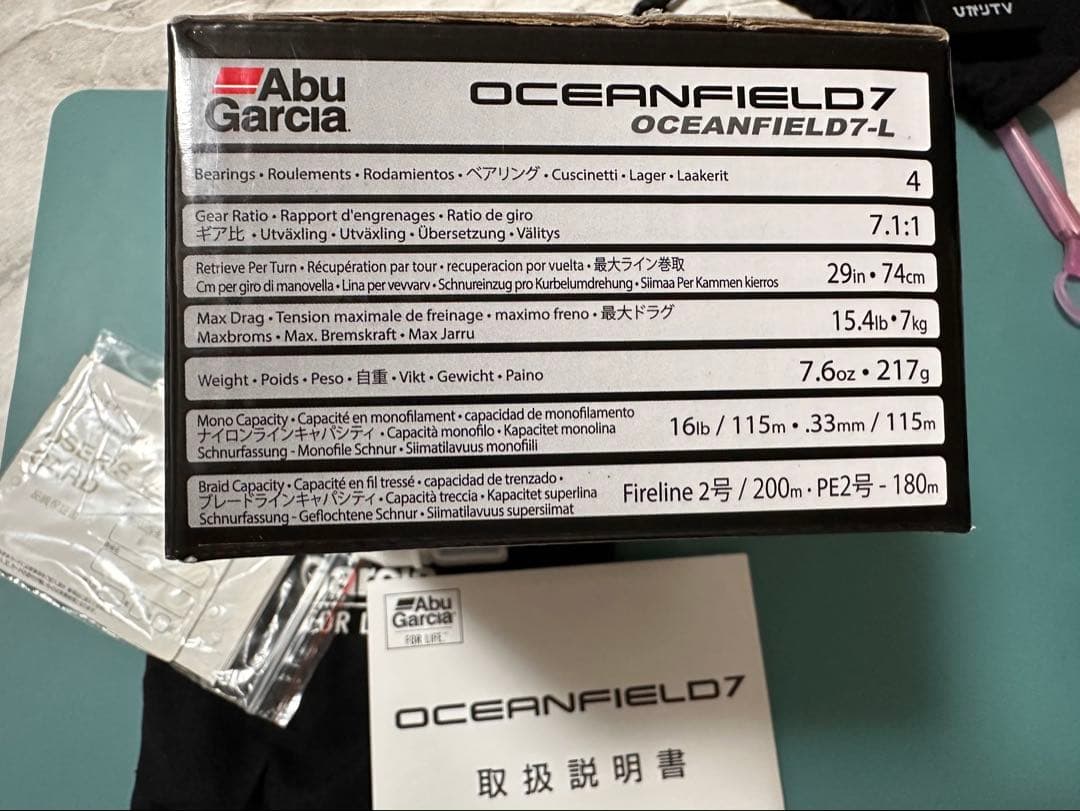 ひかりTV
Abu
Garcia
OCEANFIELD7
OCEANFIELD7-L
Bearings • Roulements • Rodamientos • ベアリング • Cuscinetti • Lager • Laakerit
4
Gear Ratio • Rapport d'engrenages • Ratio de giro
ギア比 • Utväxling • Utväxling • Übersetzung • Välitys
7.1:1
Retrieve Per Turn • Récupération par tour • recuperacion por vuelta • 最大ライン巻取
Cm per giro di manovella • Lina per vevvarv • Schnureinzug pro Kurbelumdrehung • Siimaa Per Kammen kierros
29in • 74cm
Max Drag • Tension maximale de freinage • maximo freno • 最大ドラグ
Maxbroms • Max. Bremskraft • Max Jarru
15.4lb • 7kg
Weight • Poids • Peso • 自重 • Vikt • Gewicht • Paino
7.6oz • 217g
Mono Capacity • Capacité en monofilament • capacidad de monofilamento
ナイロンラインキャパシティ • Capacità monofilo • Kapacitet monolina
Schnurfassung - Monofile Schnur • Siimatilavuus monofiili
16lb / 115m • .33mm / 115m
Braid Capacity • Capacité en fil tressé • capacidad de trenzado •
ブレードラインキャパシティ • Capacità treccia • Kapacitet superlina
Schnurfassung - Geflochtene Schnur • Siimatilavuus supersiimat
Fireline 2号 / 200m • PE2号 - 180m
Abu
Garcia
FOR LIFE
OCEANFIELD7
取扱説明書